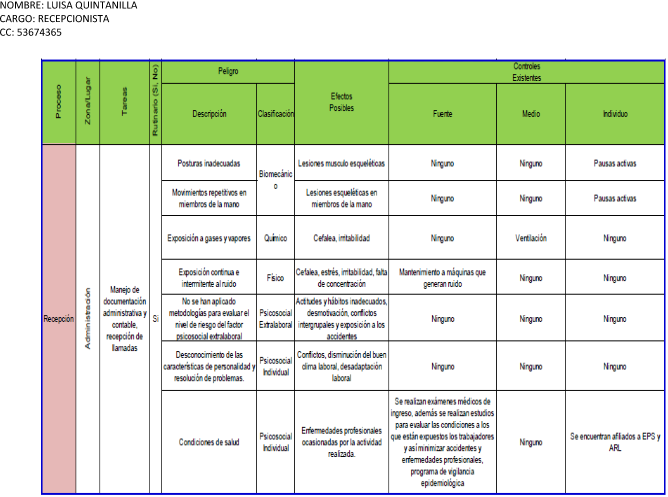 NOMBRE: LUISA QUINTANILLA
CARGO: RECEPCIONISTA
CC: 53674365
Proceso
Zona/Lugar
Tareas
Rutinario (Si, No)
Peligro
Descripción
Clasificación
Efectos
Posibles
Controles
Existentes
Fuente
Medio
Individuo
Recepción
Administración
Manejo de
documentación
administrativa y
contable,
recepción de
llamadas
Si
Posturas inadecuadas
Biomecánic
o
Lesiones musculo esqueléticas
Ninguno
Ninguno
Pausas activas
Movimientos repetitivos en
miembros de la mano
Lesiones esqueléticas en
miembros de la mano
Ninguno
Ninguno
Pausas activas
Exposición a gases y vapores
Químico
Cefalea, irritabilidad
Ninguno
Ventilación
Ninguno
Exposición continua e
intermitente al ruido
Físico
Cefalea, estrés, irritabilidad, falta
de concentración
Mantenimiento a máquinas que
generan ruido
Ninguno
Ninguno
No se han aplicado
metodologías para evaluar el
nivel de riesgo del factor
psicosocial extralaboral
Psicosocial
Extralaboral
Actitudes y hábitos inadecuados,
desmotivación, conflictos
intergrupales y exposición a los
accidentes
Ninguno
Ninguno
Ninguno
Desconocimiento de las
características de personalidad y
resolución de problemas.
Psicosocial
Individual
Conflictos, disminución del buen
clima laboral, desadaptación
laboral
Ninguno
Ninguno
Ninguno
Condiciones de salud
Psicosocial
Individual
Enfermedades profesionales
ocasionadas por la actividad
realizada.
Se realizan exámenes médicos de
ingreso, además se realizan estudios
para evaluar las condiciones a los
que están expuestos los trabajadores
y así minimizar accidentes y
enfermedades profesionales,
programa de vigilancia
epidemiológica
Ninguno
Se encuentran afiliados a EPS y
ARL